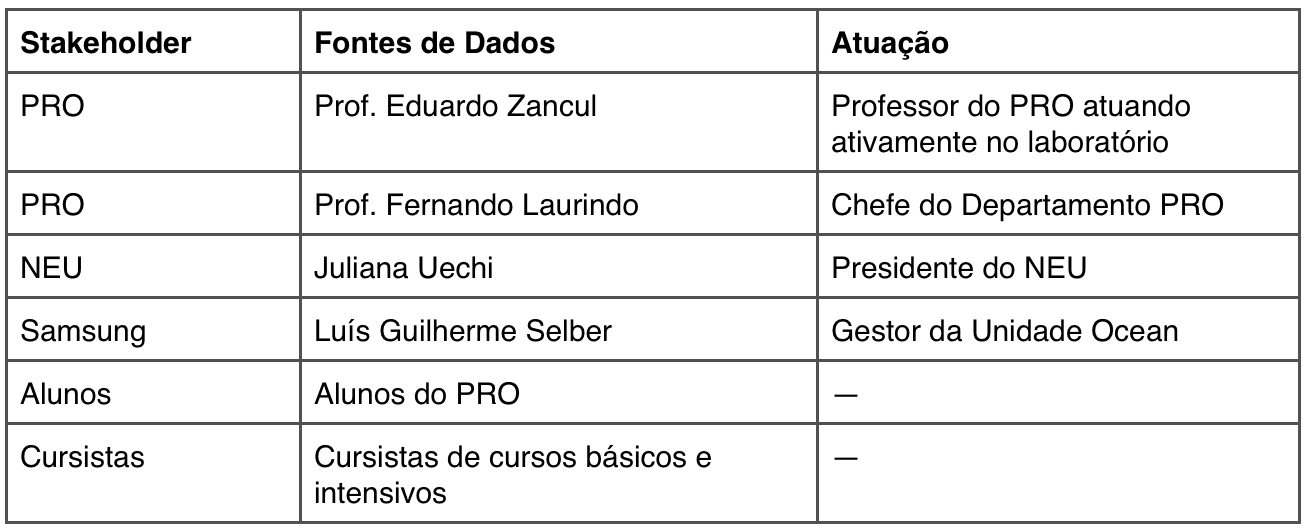 Stakeholder Fontes de Dados Atuação
PRO Prof. Eduardo Zancul Professor do PRO atuando
ativamente no laboratório
PRO Prof. Fernando Laurindo Chefe do Departamento PRO
NEU Juliana Uechi Presidente do NEU
Samsung Luís Guilherme Selber Gestor da Unidade Ocean
Alunos Alunos do PRO —
Cursistas Cursistas de cursos básicos e —
intensivos